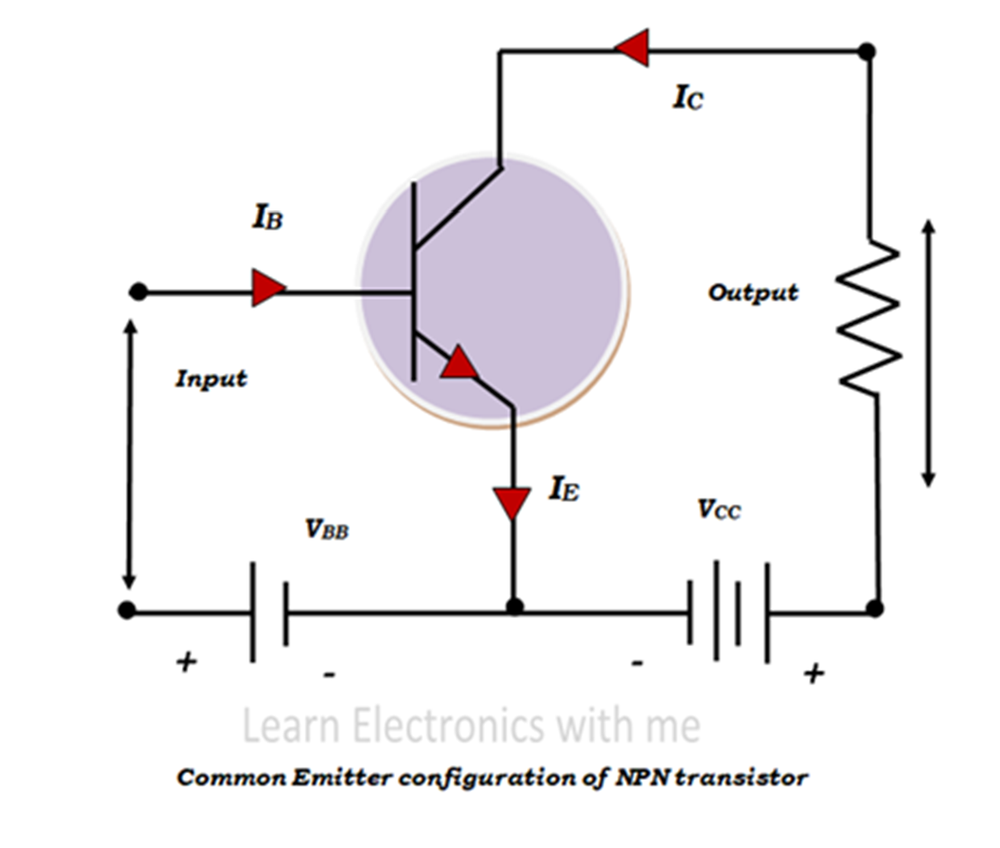 IC
IB
Output
Input
IE
VCC
VBB
+
-
-
+
Learn Electronics with me
Common Emitter configuration of NPN transistor